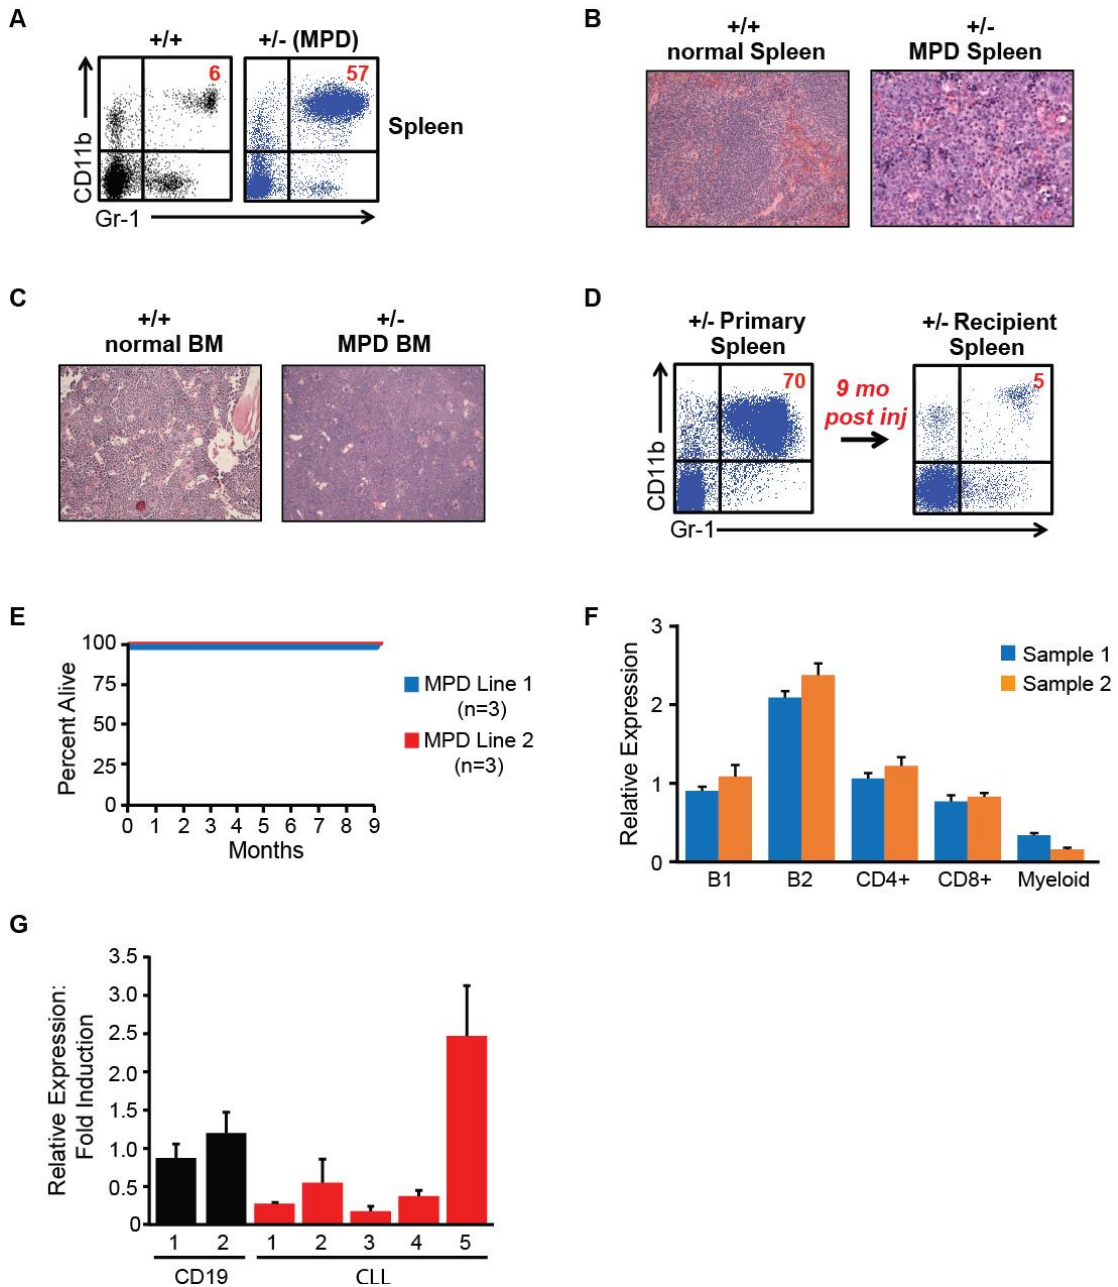 A
+/+
+/- (MPD)
6
57
CD11b
Gr-1
Spleen
B
+/+
normal Spleen
+/-
MPD Spleen
C
+/+
normal BM
+/-
MPD BM
D
+/- Primary
Spleen
+/- Recipient
Spleen
70
9 mo
post inj
5
CD11b
Gr-1
E
Percent Alive
100
75
50
25
0
0 1 2 3 4 5 6 7 8 9
Months
MPD Line 1
(n=3)
MPD Line 2
(n=3)
F
Relative Expression
3
2
1
0
B1 B2 CD4+ CD8+ Myeloid
Sample 1
Sample 2
G
Relative Expression:
Fold Induction
3.5
3.0
2.5
2.0
1.5
1.0
0.5
0
1 2 1 2 3 4 5
CD19 CLL